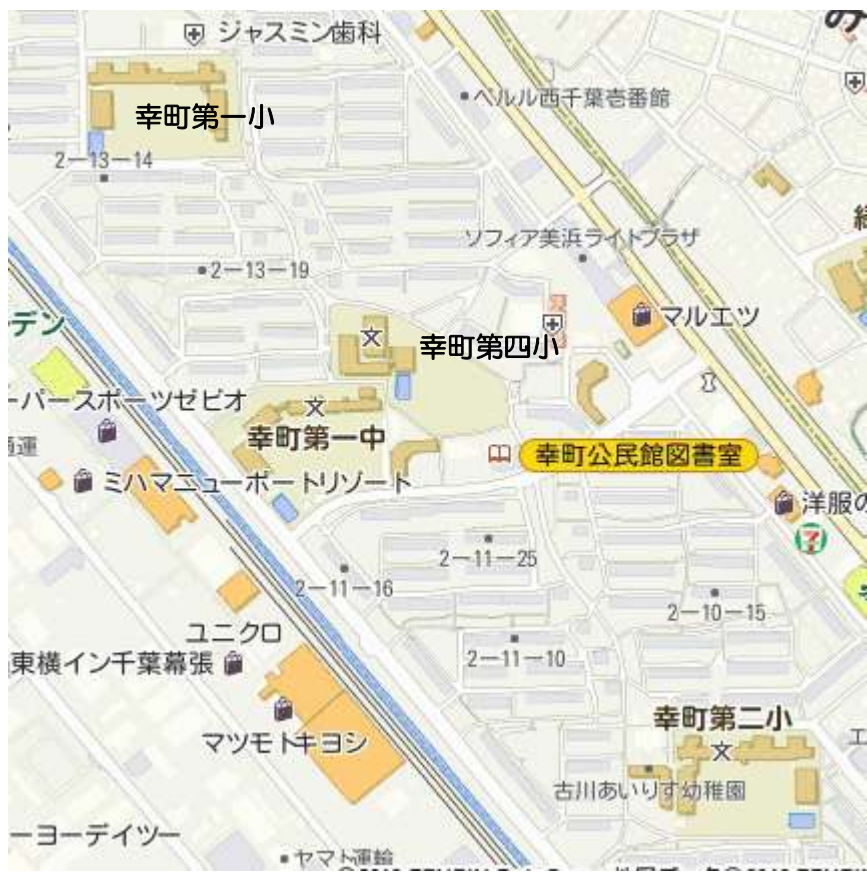 み
ジャスミン歯科
ベルル西千葉壱番館
幸町第一小
2-13-14
ソフィア美浜ライトプラザ
2-13-19
マルエツ
デン
幸町第四小
ーパースポーツゼビオ
幸町第一中
幸町公民館図書室
ミハマニューポートリゾート
洋服の
2-11-25
2-11-16
2-10-15
ユニクロ
2-11-10
東横イン千葉幕張
幸町第二小
マツモトキヨシ
エ
古川あいりす幼稚園
ーヨーデイツー
ヤマト運輸